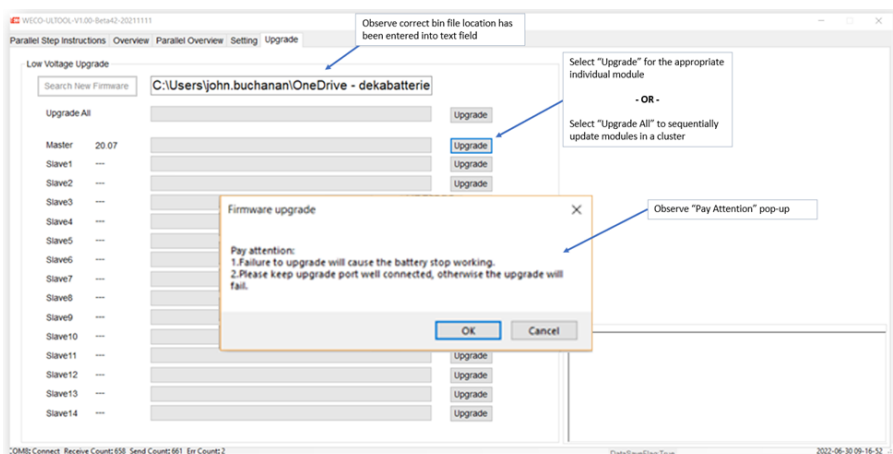 WECO-ULTOOL-V1.00-Beta42-20211111
Observe correct bin file location has
been entered into text field
Parallel Step Instructions Overview Parallel Overview Setting Upgrade
Low Voltage Upgrade
Search New Firmware C:\Users\john.buchanan\OneDrive - dekabatterie
Select "Upgrade" for the appropriate
individual module
- OR -
Select "Upgrade All" to sequentially
update modules in a cluster
Upgrade All Upgrade
Master 20.07 Upgrade
Slave1 --- Upgrade
Slave2 --- Upgrade
Slave3 ---
Slave4 ---
Slave5 ---
Slave6 ---
Slave7 ---
Slave8 ---
Slave9 ---
Slave10 ---
Slave11 --- Upgrade
Slave12 --- Upgrade
Slave13 --- Upgrade
Slave14 --- Upgrade
Firmware upgrade
Pay attention:
1.Failure to upgrade will cause the battery stop working.
2.Please keep upgrade port well connected, otherwise the upgrade will
fail.
OK Cancel
Observe "Pay Attention" pop-up
COM8: Connect Receive Count: 658 Send Count: 661 Err Count: 2
DataSaveFlag:True
2022-06-30 09-16-52